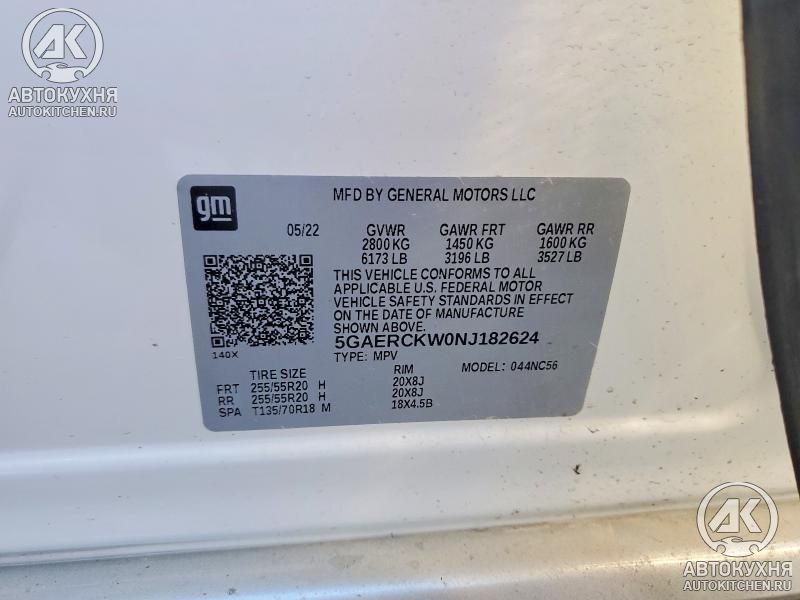 АК
АВТОКУХНЯ
AUTOKITCHEN.RU
gm
MFD BY GENERAL MOTORS LLC
05/22 GVWR GAWR FRT GAWR RR
2800 KG 1450 KG 1600 KG
6173 LB 3196 LB 3527 LB
THIS VEHICLE CONFORMS TO ALL
APPLICABLE U.S. FEDERAL MOTOR
VEHICLE SAFETY STANDARDS IN EFFECT
ON THE DATE OF MANUFACTURE
SHOWN ABOVE.
5GAERCKW0NJ182624
140X
TYPE: MPV MODEL: 044NC56
TIRE SIZE RIM
FRT 255/55R20 H 20X8J
RR 255/55R20 H 20X8J
SPA T135/70R18 M 18X4.5B
АК
АВТОКУХНЯ
AUTOKITCHEN.RU